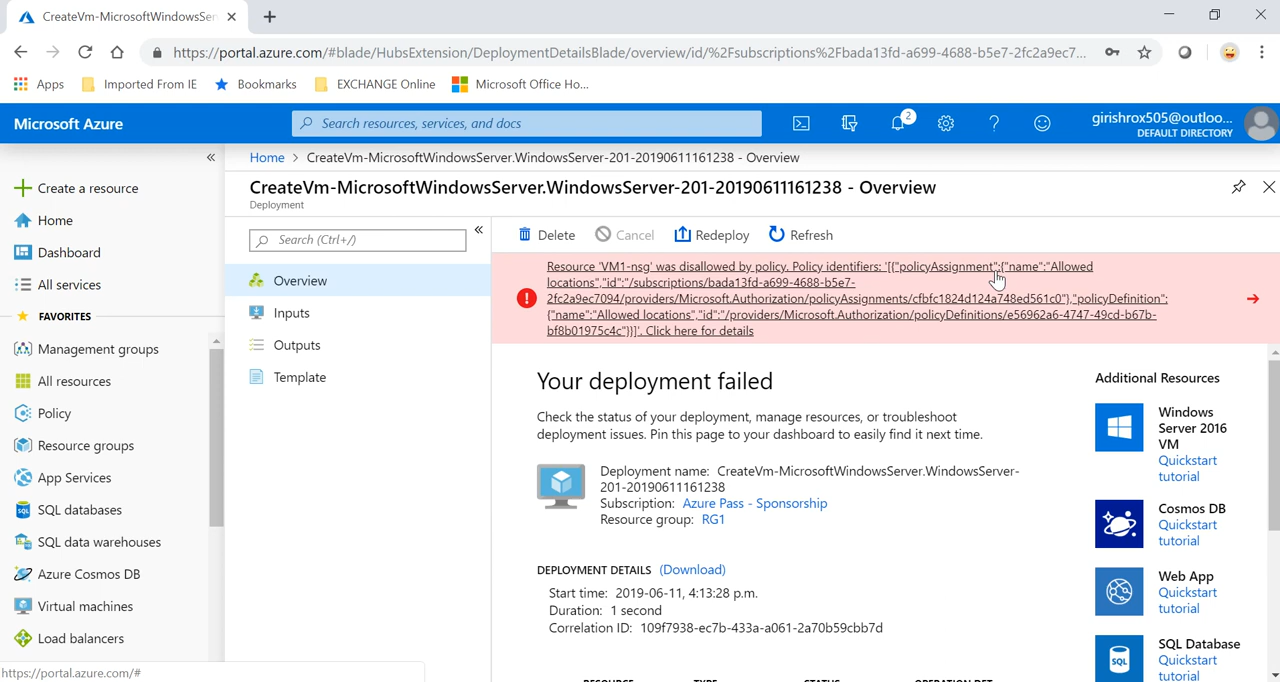 CreateVm-MicrosoftWindowsSer
https://portal.azure.com/#blade/HubsExtension/DeploymentDetailsBlade/overview/id/%2Fsubscriptions%2Fbada13fd-a699-4688-b5e7-2fc2a9ec7...
Apps
Imported From IE
Bookmarks
EXCHANGE Online
Microsoft Office Ho...
Microsoft Azure
Search resources, services, and docs
2
girishrox505@outloo...
DEFAULT DIRECTORY
«
Create a resource
Home
Dashboard
All services
FAVORITES
Management groups
All resources
Policy
Resource groups
App Services
SQL databases
SQL data warehouses
Azure Cosmos DB
Virtual machines
Load balancers
https://portal.azure.com/#
Home > CreateVm-MicrosoftWindowsServer.WindowsServer-201-20190611161238 - Overview
CreateVm-MicrosoftWindowsServer.WindowsServer-201-20190611161238 - Overview
Deployment
Search (Ctrl+/)
«
Overview
Inputs
Outputs
Template
Delete
Cancel
Redeploy
Refresh
Resource 'VM1-nsg' was disallowed by policy. Policy identifiers: '[{"policyAssignment":{"name":"Allowed
locations","id":"/subscriptions/bada13fd-a699-4688-b5e7-
2fc2a9ec7094/providers/Microsoft.Authorization/policyAssignments/cfbfc1824d124a748ed561c0"},"policyDefinition":
{"name":"Allowed locations","id":"/providers/Microsoft.Authorization/policyDefinitions/e56962a6-4747-49cd-b67b-
bf8b01975c4c"}}]'. Click here for details
Your deployment failed
Check the status of your deployment, manage resources, or troubleshoot
deployment issues. Pin this page to your dashboard to easily find it next time.
Deployment name: CreateVm-MicrosoftWindowsServer.WindowsServer-
201-20190611161238
Subscription: Azure Pass - Sponsorship
Resource group: RG1
DEPLOYMENT DETAILS (Download)
Start time: 2019-06-11, 4:13:28 p.m.
Duration: 1 second
Correlation ID: 109f7938-ec7b-433a-a061-2a70b59cbb7d
RESOURCE TYPE STATUS OPERATION DET
Additional Resources
Windows
Server 2016
VM
Quickstart
tutorial
Cosmos DB
Quickstart
tutorial
Web App
Quickstart
tutorial
SQL Database
Quickstart
tutorial
SQL
SQL